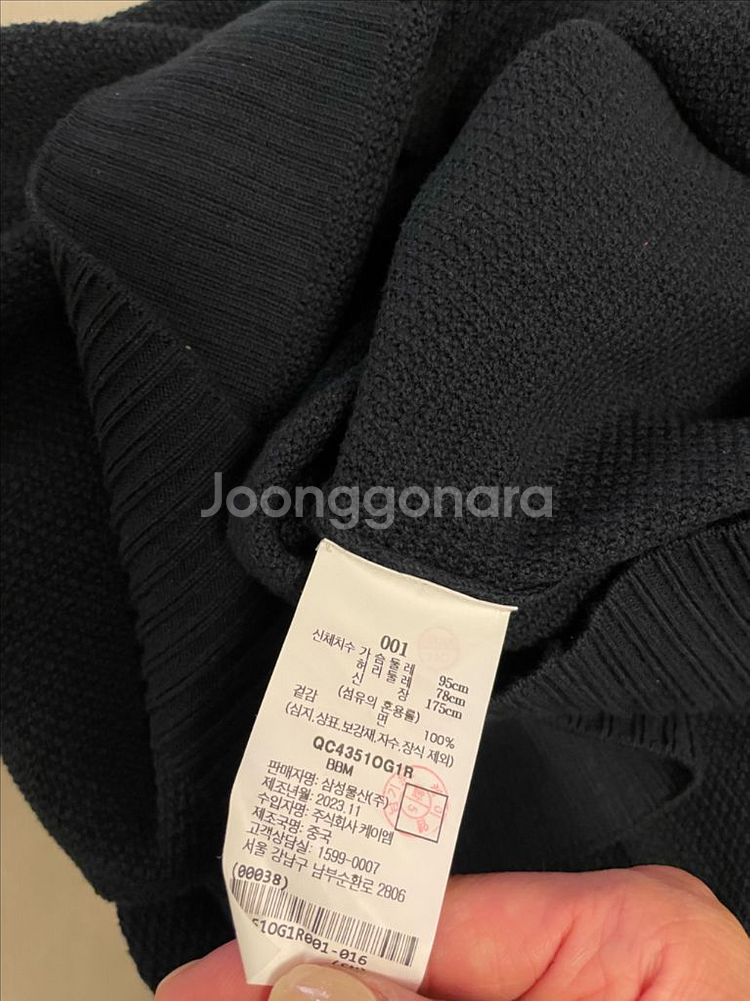 Joonggonara
001
신체치수 가슴둘레 95cm
허리둘레 78cm
신 장 175cm
겉감 (섬유의 혼용률)
면 100%
(심지,상표,보강재,자수,장식 제외)
QC4351OG1R
BBM
판매자명: 삼성물산(주)
제조년월: 2023.11
수입자명: 주식회사 케이엠
제조국명: 중국
고객상담실: 1599-0007
서울 강남구 남부순환로 2806
(00038)
51OG1R001-016